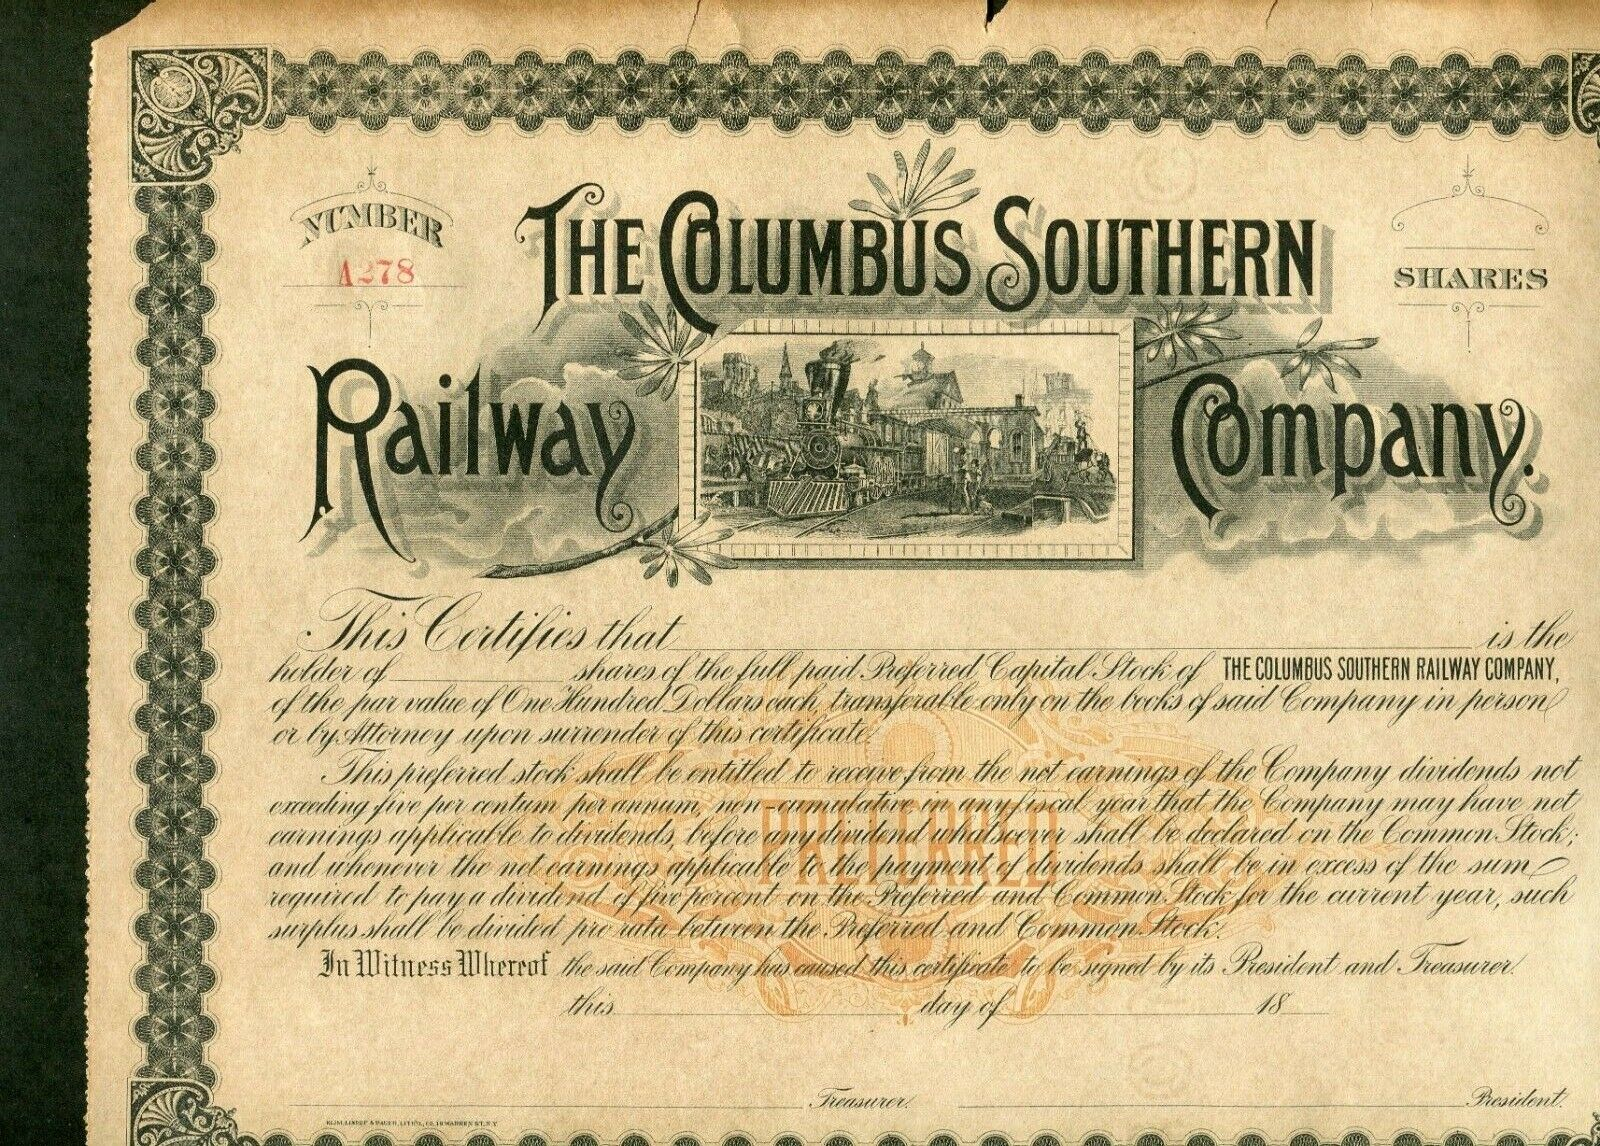 NUMBER
A278
THE COLUMBUS SOUTHERN
SHARES
Railway Company.
This Certifies that is the
holder of shares of the full paid Preferred Capital Stock of THE COLUMBUS SOUTHERN RAILWAY COMPANY,
of the par value of One Hundred Dollars each, transferable only on the books of said Company in person
or by Attorney upon surrender of this certificate.
This preferred stock shall be entitled to receive from the net earnings of the Company dividends not
exceeding five per centum per annum, non-cumulative, in any fiscal year that the Company may have net
earnings applicable to dividends, before any dividend whatsoever shall be declared on the Common Stock;
and whenever the net earnings applicable to the payment of dividends shall be in excess of the sum
required to pay a dividend of five percent on the Preferred and Common Stock for the current year, such
surplus shall be divided pro rata between the Preferred and Common Stock.
PREFERRED
In Witness Whereof the said Company has caused this certificate to be signed by its President and Treasurer
this day of 18
Treasurer. President.
& BAUER, LITHO., 16 WARREN ST. N.Y.